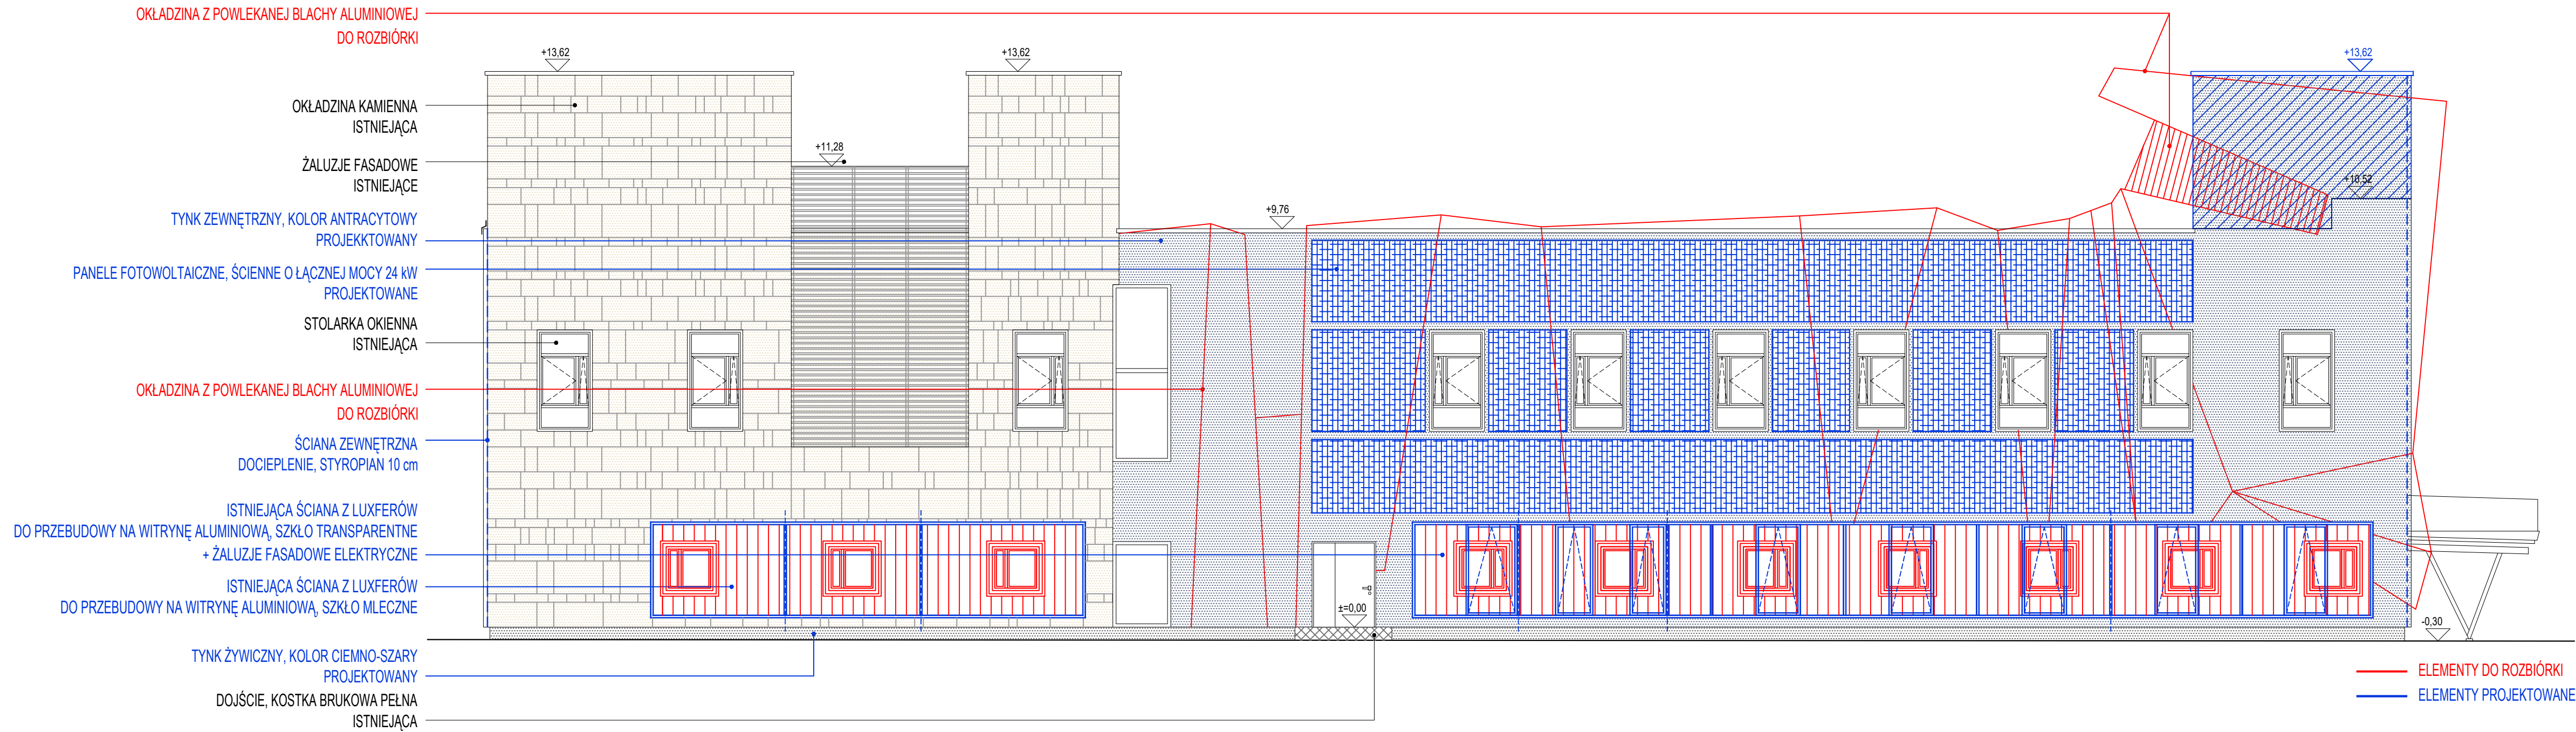 OKŁADZINA Z POWLEKANEJ BLACHY ALUMINIOWEJ
DO ROZBIÓRKI
+13,62
+13,62
+13,62
OKŁADZINA KAMIENNA
ISTNIEJĄCA
+11,28
ŻALUZJE FASADOWE
ISTNIEJĄCE
+10,52
+9,76
TYNK ZEWNĘTRZNY, KOLOR ANTRACYTOWY
PROJEKKTOWANY
PANELE FOTOWOLTAICZNE, ŚCIENNE O ŁĄCZNEJ MOCY 24 kW
PROJEKTOWANE
STOLARKA OKIENNA
ISTNIEJĄCA
OKŁADZINA Z POWLEKANEJ BLACHY ALUMINIOWEJ
DO ROZBIÓRKI
ŚCIANA ZEWNĘTRZNA
DOCIEPLENIE, STYROPIAN 10 cm
ISTNIEJĄCA ŚCIANA Z LUXFERÓW
DO PRZEBUDOWY NA WITRYNĘ ALUMINIOWĄ, SZKŁO TRANSPARENTNE
+ ŻALUZJE FASADOWE ELEKTRYCZNE
ISTNIEJĄCA ŚCIANA Z LUXFERÓW
DO PRZEBUDOWY NA WITRYNĘ ALUMINIOWĄ, SZKŁO MLECZNE
±=0,00
-0,30
TYNK ŻYWICZNY, KOLOR CIEMNO-SZARY
PROJEKTOWANY
DOJŚCIE, KOSTKA BRUKOWA PEŁNA
ISTNIEJĄCA
ELEMENTY DO ROZBIÓRKI
ELEMENTY PROJEKTOWANE